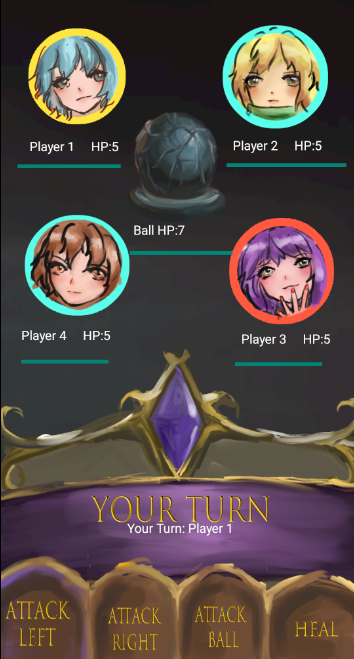 Player 1 HP:5
Player 2 HP:5
Ball HP:7
Player 4 HP:5
Player 3 HP:5
YOUR TURN
Your Turn: Player 1
ATTACK
LEFT
ATTACK
RIGHT
ATTACK
BALL
HEAL